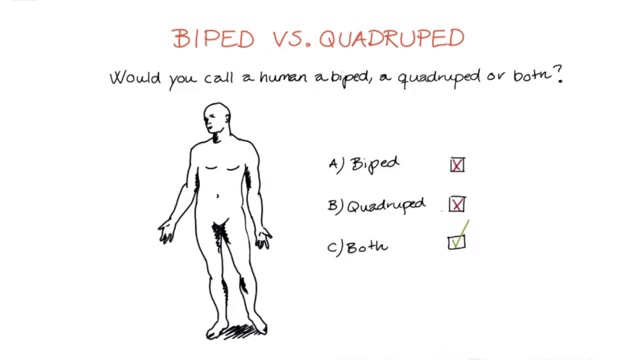 BIPED VS. QUADRUPED
Would you call a human a biped, a quadruped or both?
A) Biped
B) Quadruped
C) Both